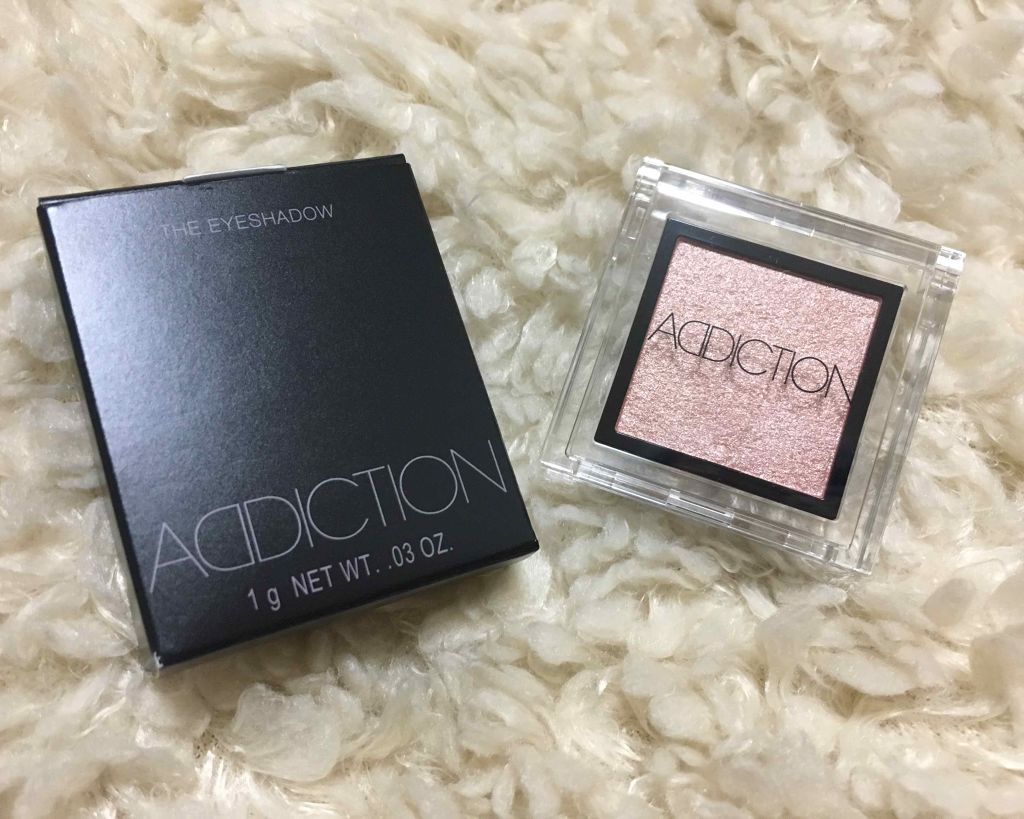 THE EYESHADOW
ADDICTION
1 g NET WT. .03 OZ.
ADDICTION